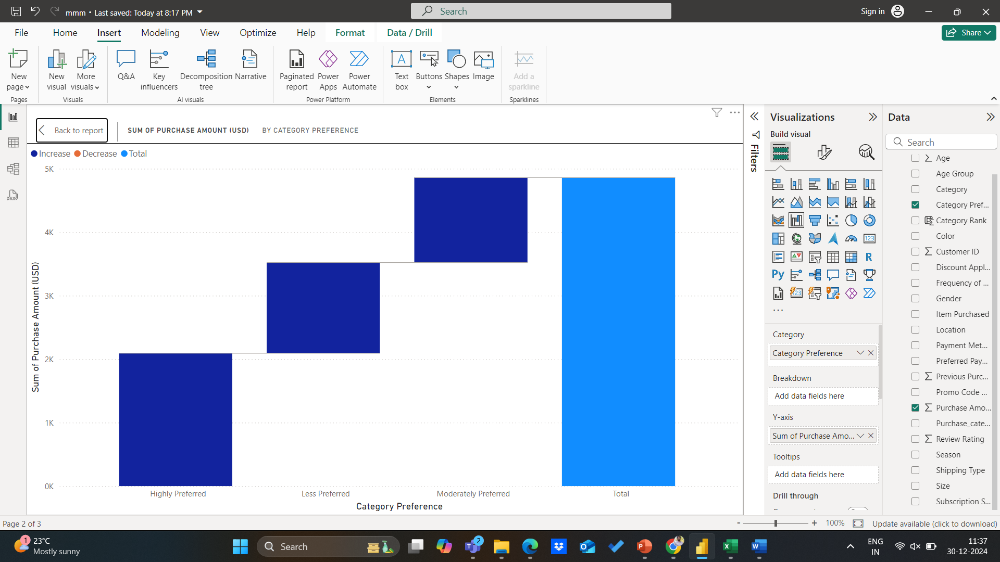 mmm • Last saved: Today at 8:17 PM
Search
Sign in
File
Home
Insert
Modeling
View
Optimize
Help
Format
Data / Drill
Share
New page
New visual
More visuals
Q&A
Key influencers
Decomposition tree
Narrative
Paginated report
Power Apps
Power Automate
A
Text box
Buttons
Shapes
Image
Add a sparkline
Pages
Visuals
AI visuals
Power Platform
Elements
Sparklines
DAX
Back to report
SUM OF PURCHASE AMOUNT (USD)
BY CATEGORY PREFERENCE
Increase
Decrease
Total
5K
4K
3K
2K
1K
0K
Sum of Purchase Amount (USD)
Highly Preferred
Less Preferred
Moderately Preferred
Total
Category Preference
Filters
Visualizations
Build visual
123
R
Py
123
...
Category
Category Preference
Breakdown
Add data fields here
Y-axis
Sum of Purchase Amo...
Tooltips
Add data fields here
Drill through
Data
Search
Age
Age Group
Category
Category Pref...
Category Rank
Color
Customer ID
Discount Appl...
Frequency of ...
Gender
Item Purchased
Location
Payment Met...
Preferred Pay...
Previous Purc...
Promo Code ...
Purchase Amo...
Purchase_cate...
Review Rating
Season
Shipping Type
Size
Subscription S...
Page 2 of 3
- + 100%
Update available (click to download)
1
23°C
Mostly sunny
Search
2
ENG
IN
11:37
30-12-2024